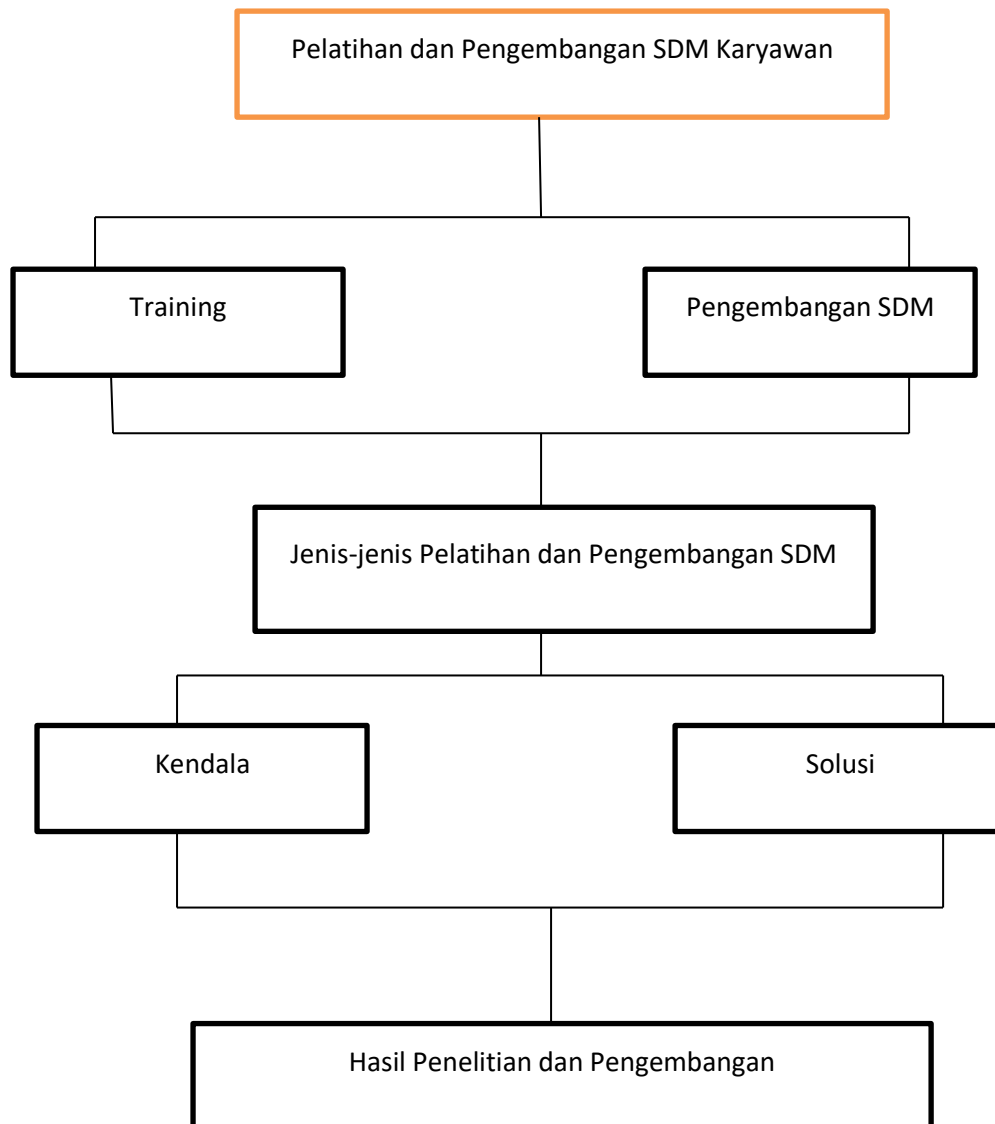 Pelatihan dan Pengembangan SDM Karyawan
Training
Pengembangan SDM
Jenis-jenis Pelatihan dan Pengembangan SDM
Kendala
Solusi
Hasil Penelitian dan Pengembangan